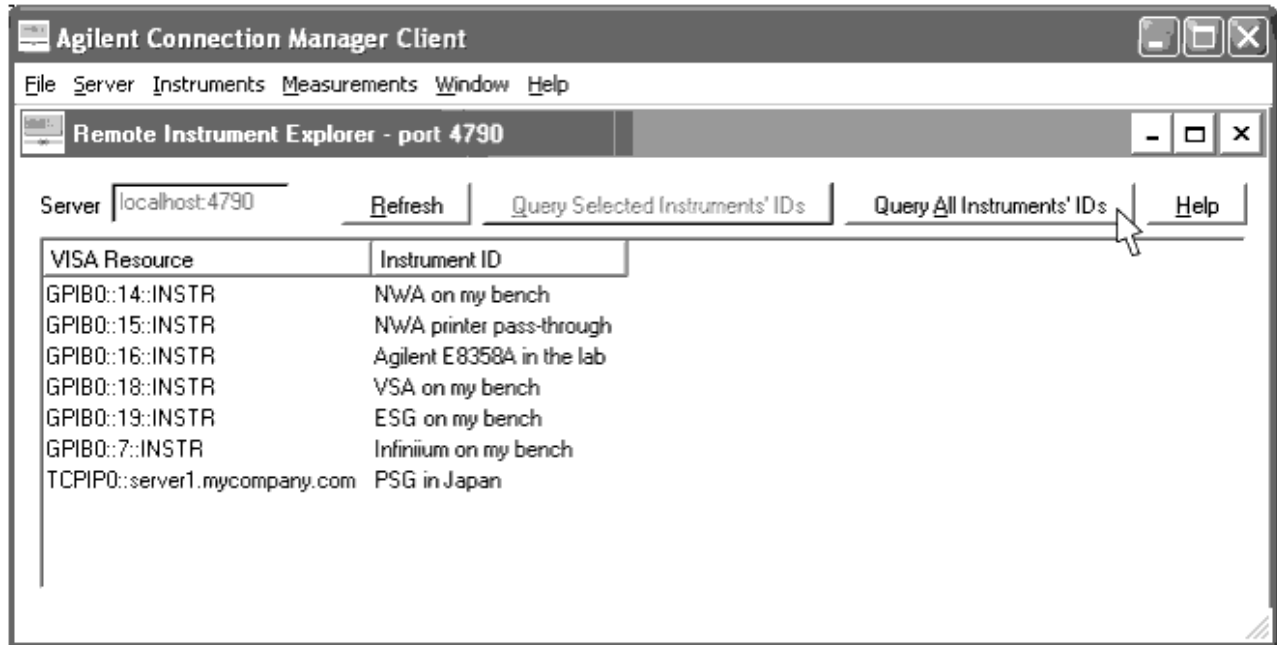 Agilent Connection Manager Client
File Server Instruments Measurements Window Help
Remote Instrument Explorer - port 4790
Server localhost:4790 Refresh Query Selected Instruments' IDs Query All Instruments' IDs Help
VISA Resource Instrument ID
GPIB0::14::INSTR NWA on my bench
GPIB0::15::INSTR NWA printer pass-through
GPIB0::16::INSTR Agilent E8358A in the lab
GPIB0::18::INSTR VSA on my bench
GPIB0::19::INSTR ESG on my bench
GPIB0::7::INSTR Infiniium on my bench
TCPIP0::server1.mycompany.com PSG in Japan